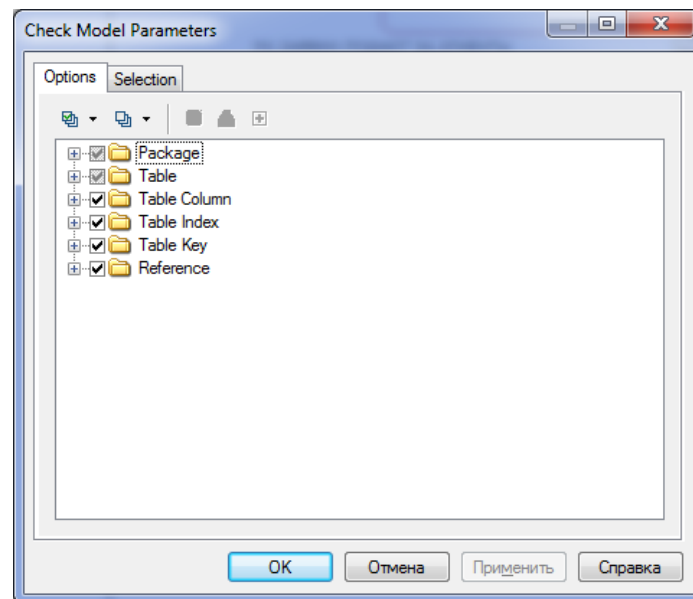 Check Model Parameters
Options Selection
Package
Table
Table Column
Table Index
Table Key
Reference
OK Отмена Применить Справка